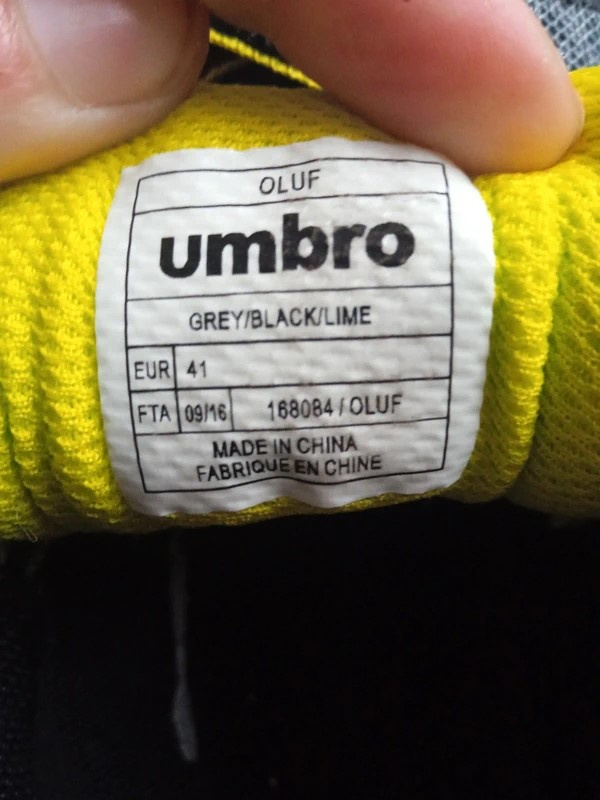 OLUF
umbro
GREY/BLACK/LIME
EUR 41
FTA 09/16 168084 / OLUF
MADE IN CHINA
FABRIQUE EN CHINE